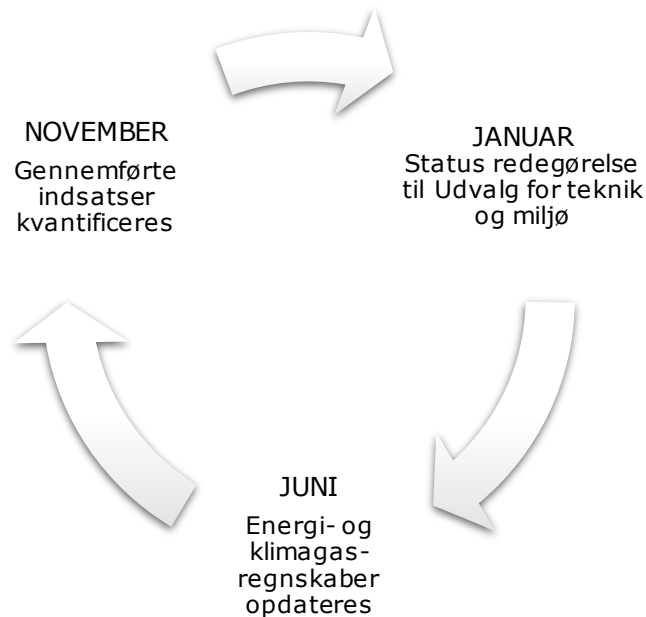 NOVEMBER
Gennemførte
indsatser
kvantificeres
JANUAR
Status redegørelse
til Udvalg for teknik
og miljø
JUNI
Energi- og
klimagas-
regnskaber
opdateres